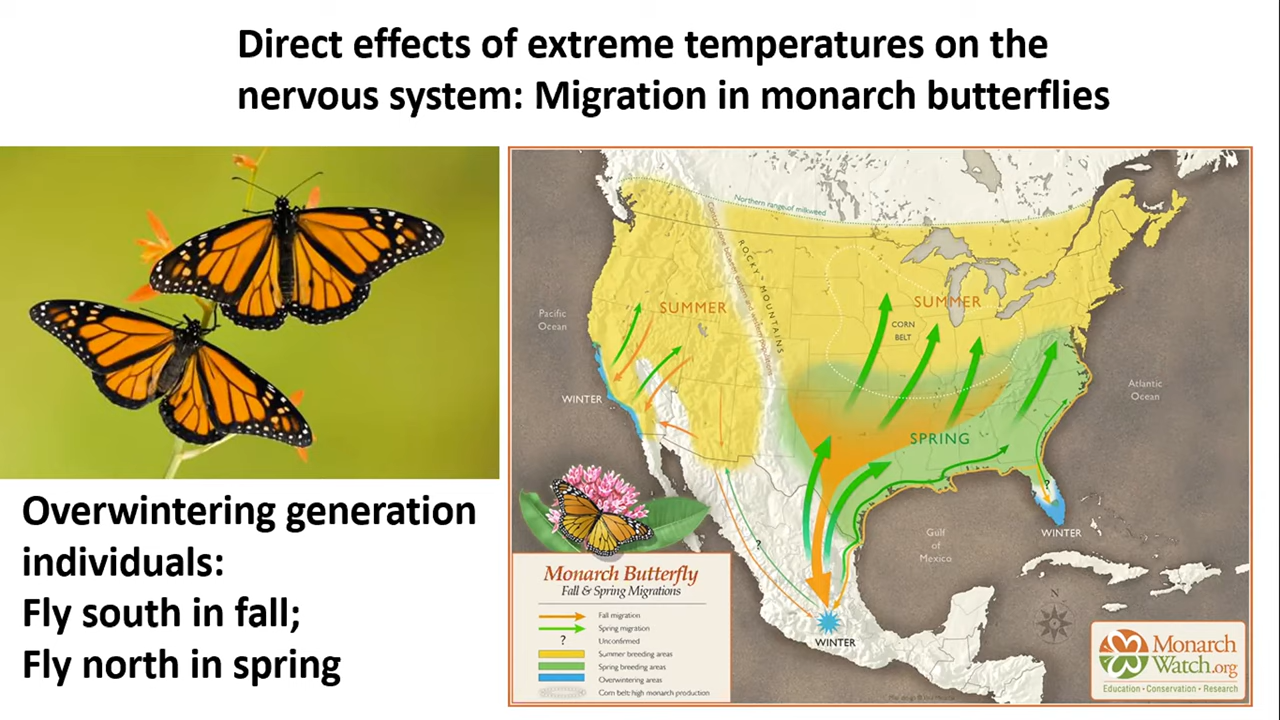 Direct effects of extreme temperatures on the
nervous system: Migration in monarch butterflies
Northern range of milkweed
ROCKY MOUNTAINS
SUMMER
SUMMER
CORN
BELT
Pacific
Ocean
WINTER
Atlantic
Ocean
SPRING
?
?
Gulf
of
Mexico
WINTER
WINTER
N
Overwintering generation
individuals:
Fly south in fall;
Fly north in spring
Monarch Butterfly
Fall & Spring Migrations
Fall migration
Spring migration
? Unconfirmed
Summer breeding areas
Spring breeding areas
Overwintering areas
Corn belt high monarch production
Monarch
Watch.org
Education • Conservation • Research